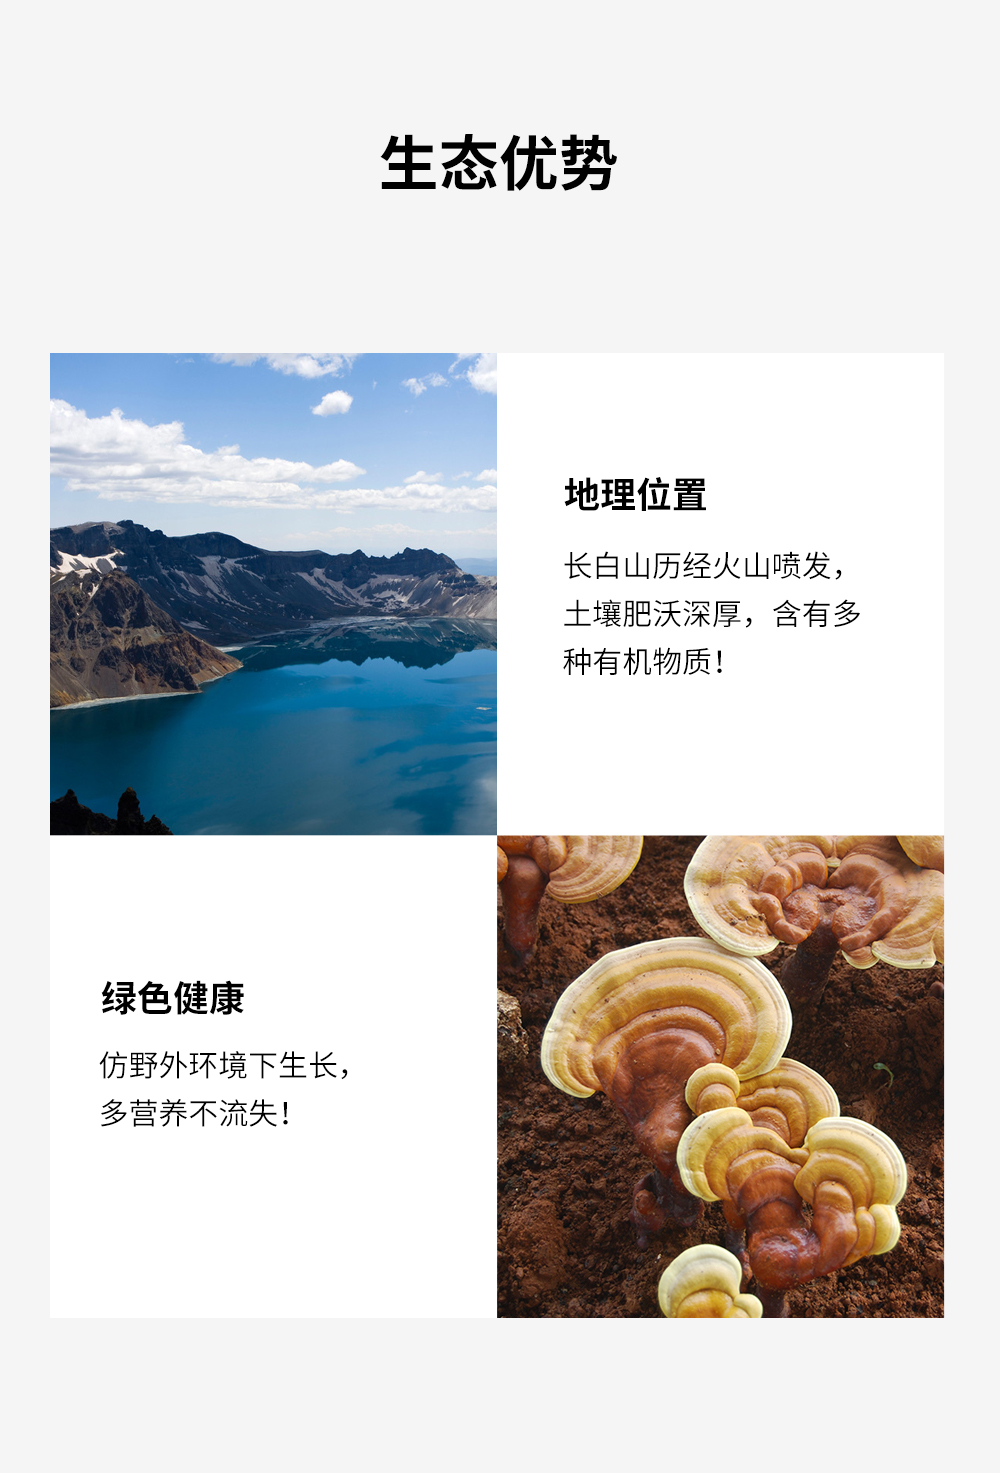 生态优势
地理位置
长白山历经火山喷发，
土壤肥沃深厚，含有多
种有机物质！
绿色健康
仿野外环境下生长，
多营养不流失！